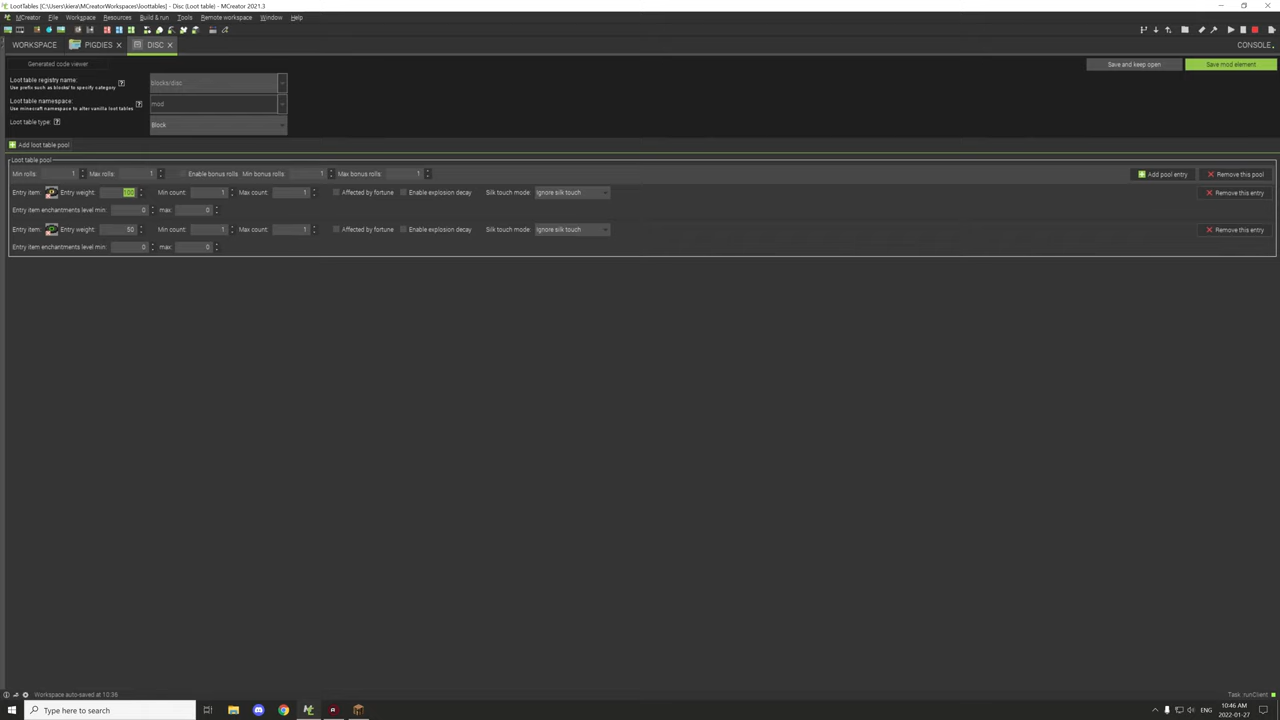 LootTables [C:\Users\kiera\MCreatorWorkspaces\loottables] - Disc (Loot table) - MCreator 2021.3
MCreator File Workspace Resources Build & run Tools Remote workspace Window Help
WORKSPACE PIGDIES DISC CONSOLE
Generated code viewer Save and keep open Save mod element
Loot table registry name:
Use prefix such as blocks/ to specify category
blocks/disc
Loot table namespace:
Use minecraft namespace to alter vanilla loot tables
mod
Loot table type: Block
Add loot table pool
Loot table pool
Min rolls: 1 Max rolls: 1 Enable bonus rolls Min bonus rolls: 1 Max bonus rolls: 1 Add pool entry Remove this pool
Entry item: Entry weight: 100 Min count: 1 Max count: 1 Affected by fortune Enable explosion decay Silk touch mode: Ignore silk touch Remove this entry
Entry item enchantments level min: 0 max: 0
Entry item: Entry weight: 50 Min count: 1 Max count: 1 Affected by fortune Enable explosion decay Silk touch mode: Ignore silk touch Remove this entry
Entry item enchantments level min: 0 max: 0
Workspace auto-saved at 10:36 Task: runClient
Type here to search ENG 10:46 AM
2022-01-27